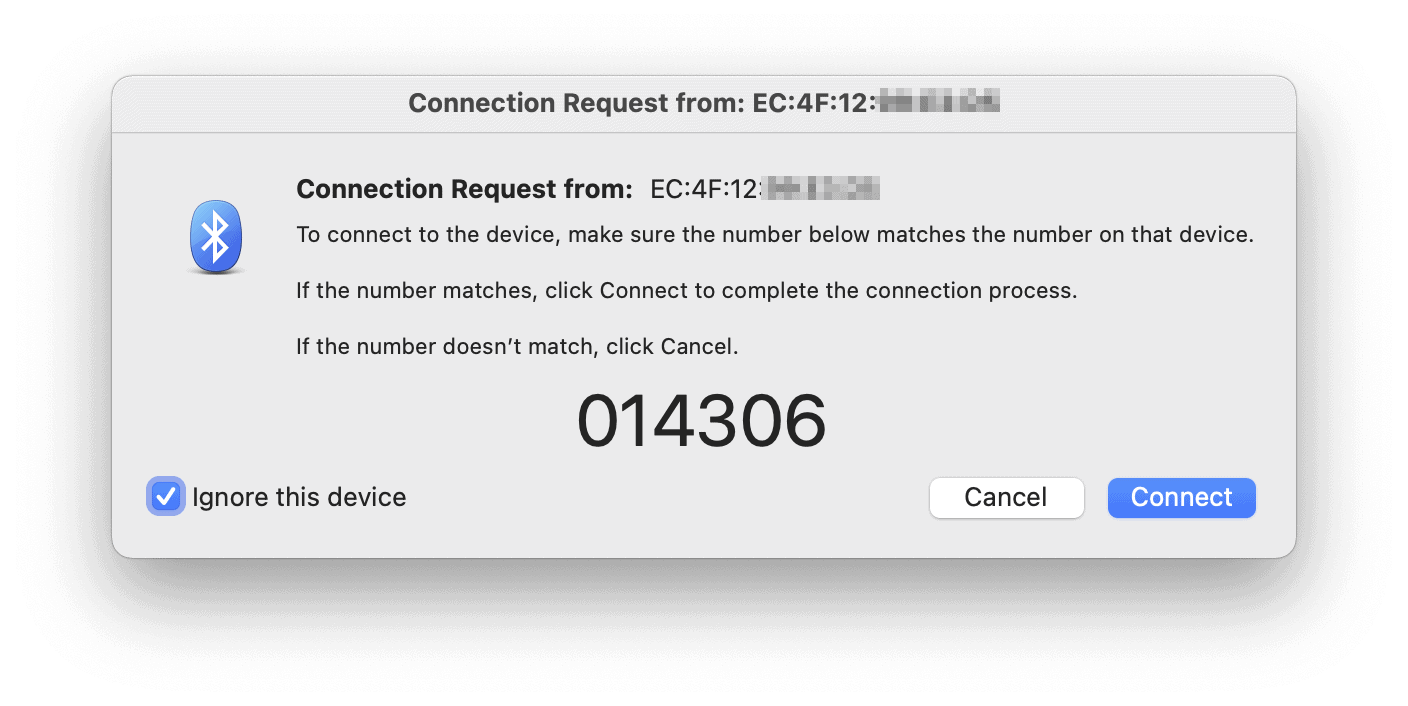 Connection Request from: EC:4F:12:
Connection Request from: EC:4F:12:
To connect to the device, make sure the number below matches the number on that device.
If the number matches, click Connect to complete the connection process.
If the number doesn’t match, click Cancel.
014306
Ignore this device
Cancel
Connect